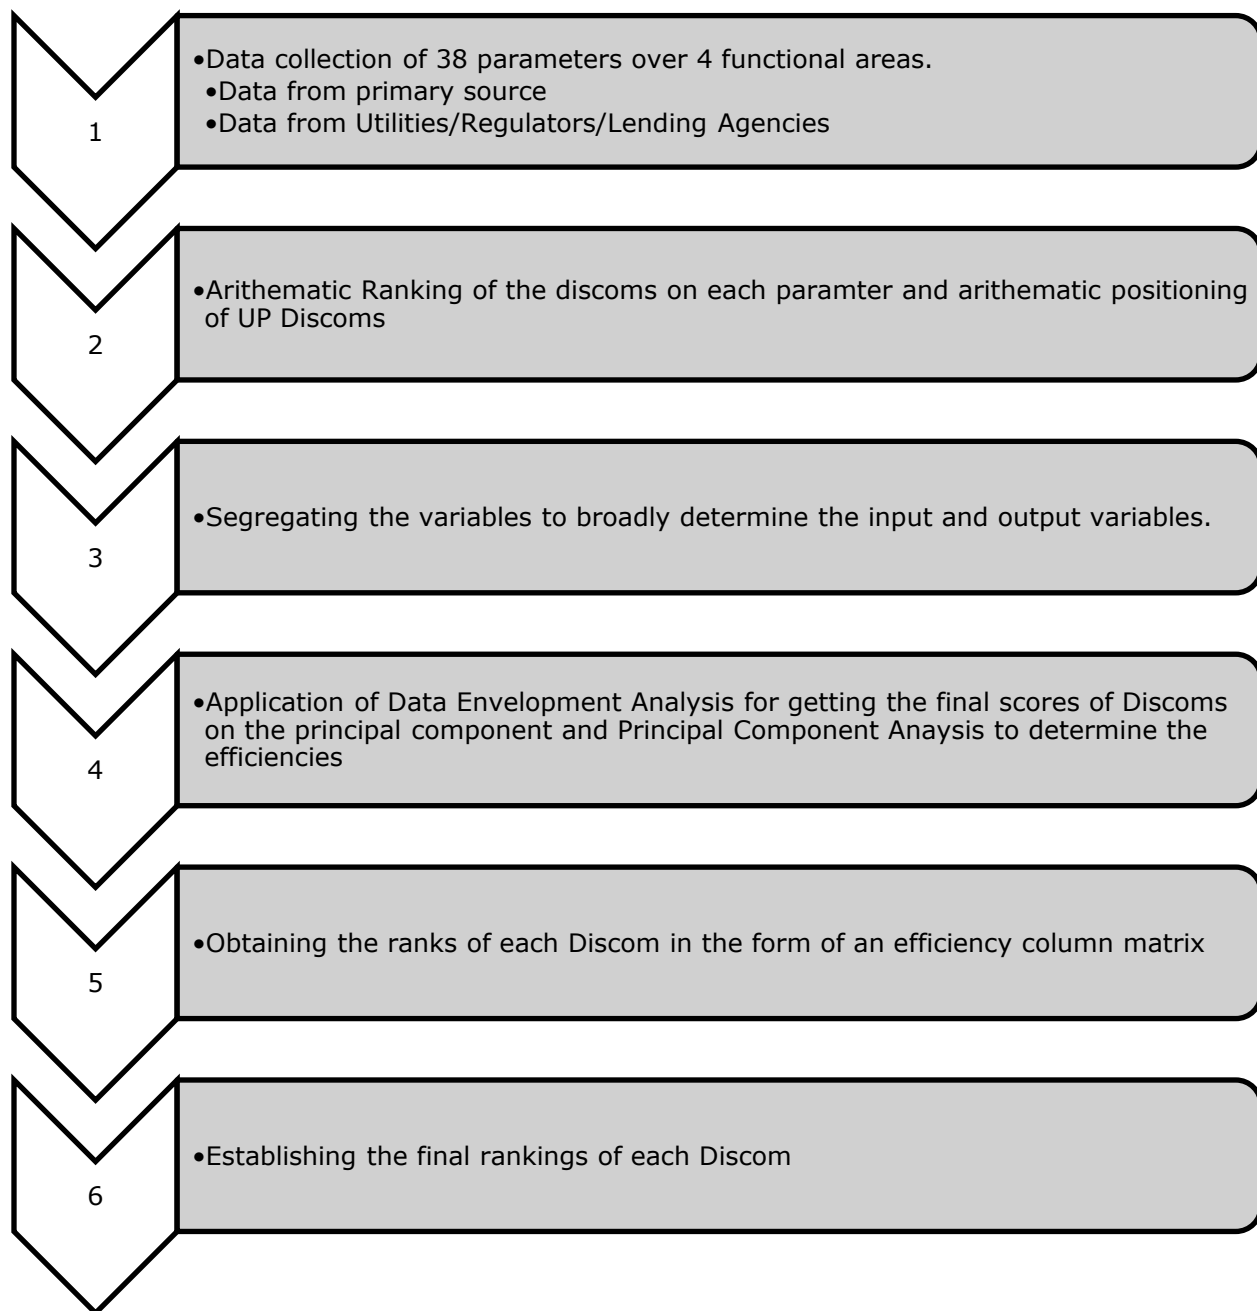 1
•Data collection of 38 parameters over 4 functional areas.
•Data from primary source
•Data from Utilities/Regulators/Lending Agencies
2
•Arithematic Ranking of the discoms on each paramter and arithematic positioning
of UP Discoms
3
•Segregating the variables to broadly determine the input and output variables.
4
•Application of Data Envelopment Analysis for getting the final scores of Discoms
on the principal component and Principal Component Anaysis to determine the
efficiencies
5
•Obtaining the ranks of each Discom in the form of an efficiency column matrix
6
•Establishing the final rankings of each Discom